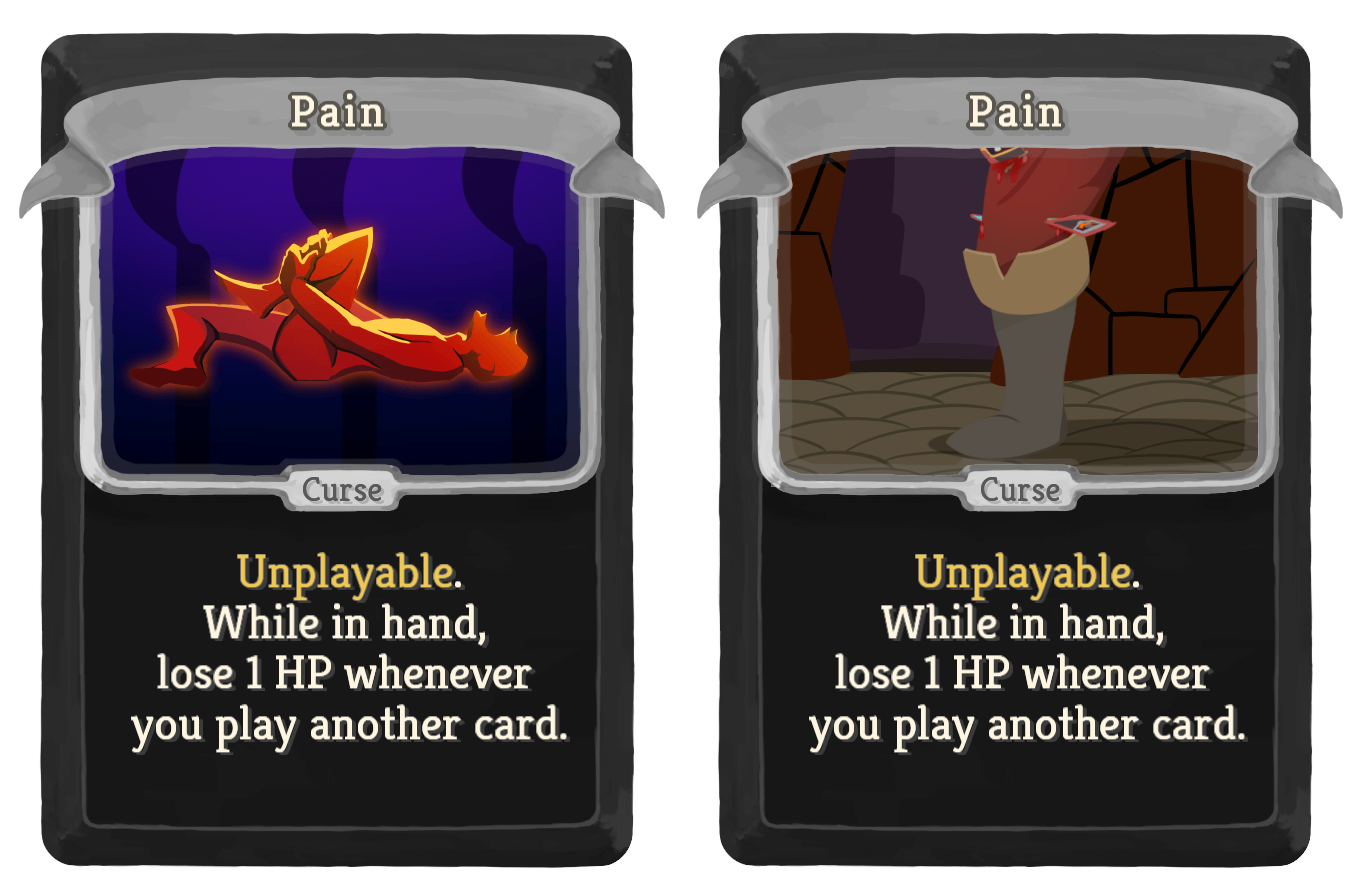 Pain
Curse
Unplayable.
While in hand,
lose 1 HP whenever
you play another card.
Pain
Curse
Unplayable.
While in hand,
lose 1 HP whenever
you play another card.